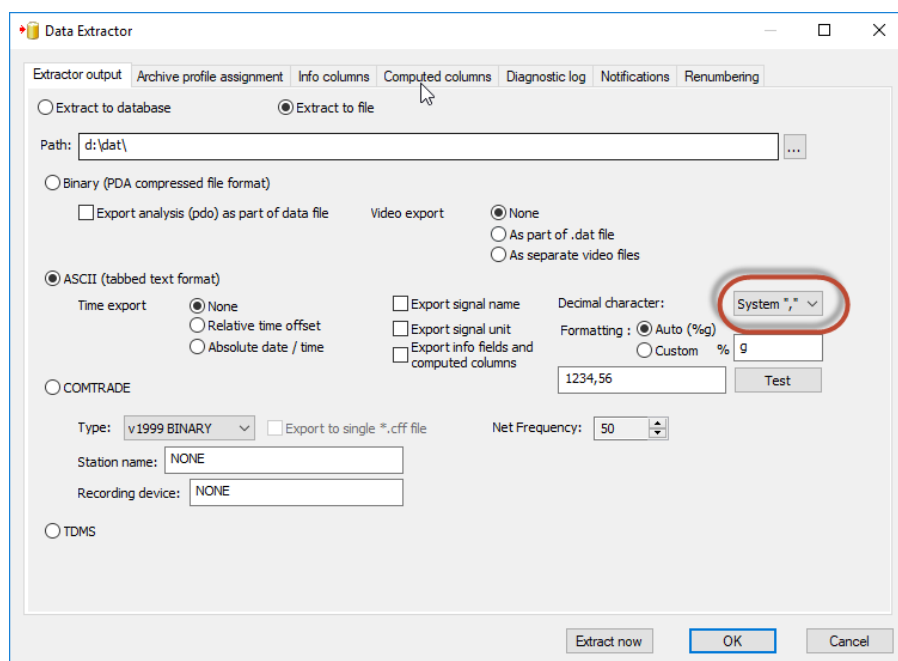 Data Extractor
Extractor output Archive profile assignment Info columns Computed columns Diagnostic log Notifications Renumbering
Extract to database Extract to file
Path: d:\dat\ ...
Binary (PDA compressed file format)
Export analysis (pdo) as part of data file Video export None
As part of .dat file
As separate video files
ASCII (tabbed text format)
Time export None Export signal name Decimal character: System ","
Relative time offset Export signal unit Formatting : Auto (%g)
Absolute date / time Export info fields and computed columns Custom % g
1234,56 Test
COMTRADE
Type: v1999 BINARY Export to single *.cff file Net Frequency: 50
Station name: NONE
Recording device: NONE
TDMS
Extract now OK Cancel